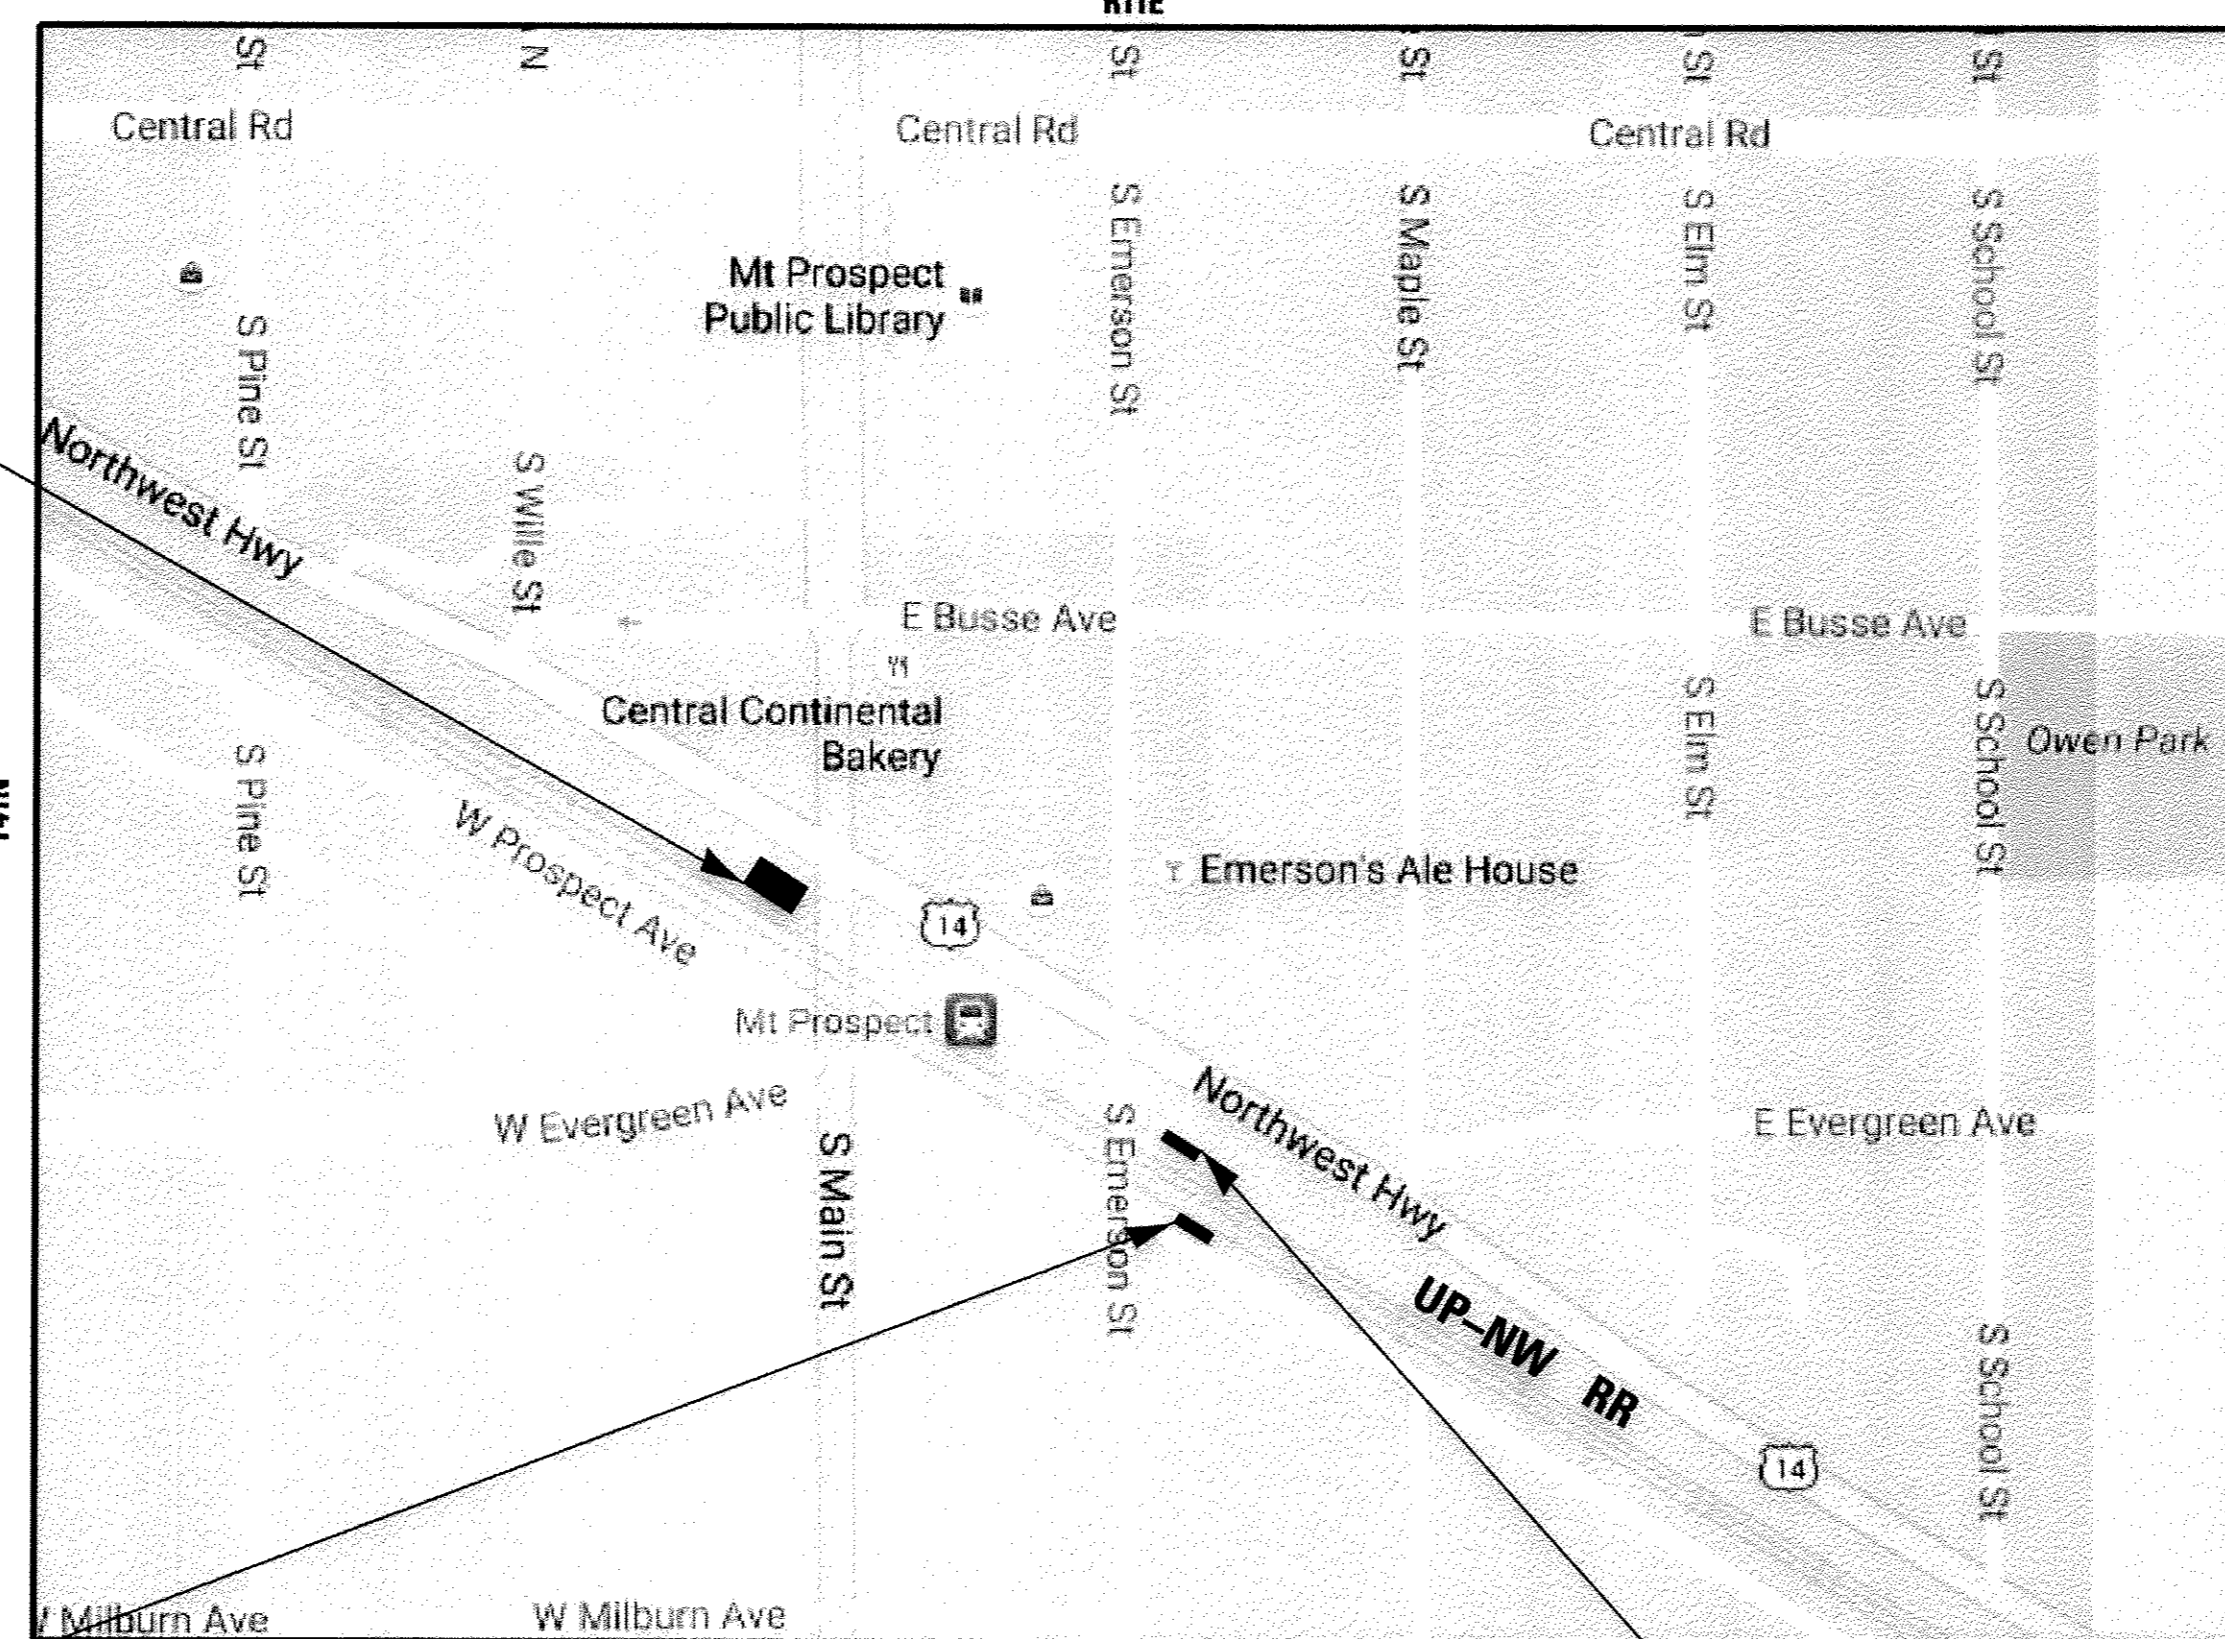 St
N
St
St
St
St
Central Rd
Central Rd
Central Rd
S Emerson St
S Maple St
S Elm St
S School St
Mt Prospect
Public Library
S Pine St
Northwest Hwy
S Wille St
E Busse Ave
E Busse Ave
Central Continental
Bakery
S Elm St
S School St
Owen Park
S Pine St
W Prospect Ave
Emerson's Ale House
14
Mt Prospect
Northwest Hwy
W Evergreen Ave
E Evergreen Ave
S Main St
S Emerson St
UP–NW RR
S School St
14
Milburn Ave
W Milburn Ave